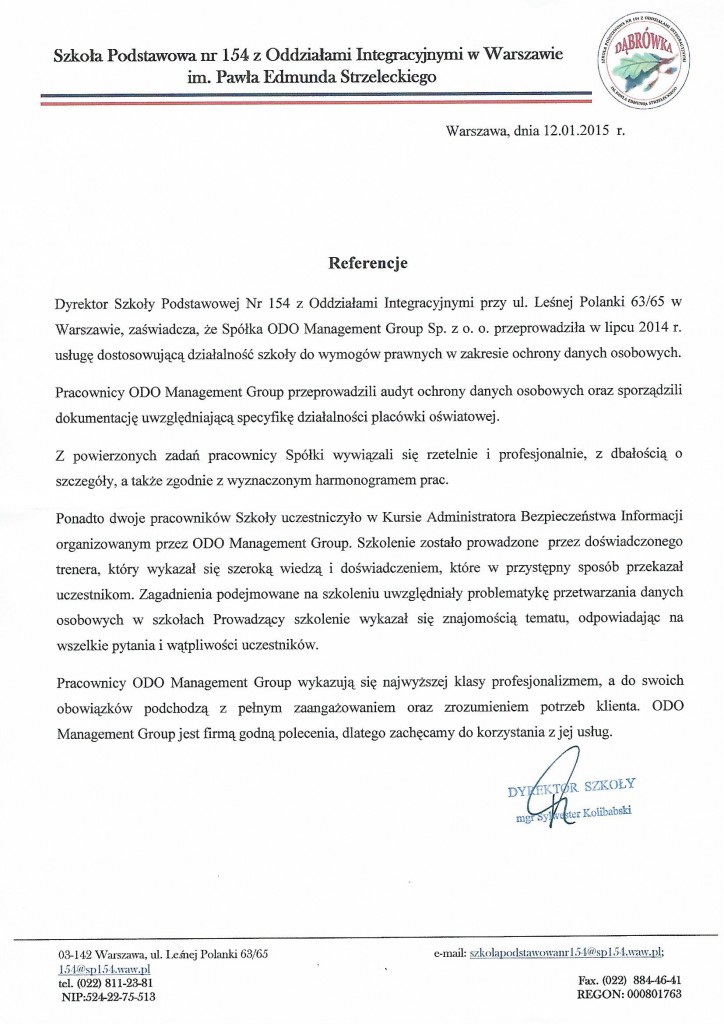 Szkoła Podstawowa nr 154 z Oddziałami Integracyjnymi w Warszawie
im. Pawła Edmunda Strzeleckiego
SZKOŁA PODSTAWOWA NR 154 Z ODDZIAŁAMI INTEGRACYJNYMI
DĄBRÓWKA
IM. PAWŁA EDMUNDA STRZELECKIEGO
Warszawa, dnia 12.01.2015 r.
Referencje
Dyrektor Szkoły Podstawowej Nr 154 z Oddziałami Integracyjnymi przy ul. Leśnej Polanki 63/65 w
Warszawie, zaświadcza, że Spółka ODO Management Group Sp. z o. o. przeprowadziła w lipcu 2014 r.
usługę dostosowującą działalność szkoły do wymogów prawnych w zakresie ochrony danych osobowych.
Pracownicy ODO Management Group przeprowadzili audyt ochrony danych osobowych oraz sporządzili
dokumentację uwzględniającą specyfikę działalności placówki oświatowej.
Z powierzonych zadań pracownicy Spółki wywiązali się rzetelnie i profesjonalnie, z dbałością o
szczegóły, a także zgodnie z wyznaczonym harmonogramem prac.
Ponadto dwoje pracowników Szkoły uczestniczyło w Kursie Administratora Bezpieczeństwa Informacji
organizowanym przez ODO Management Group. Szkolenie zostało prowadzone przez doświadczonego
trenera, który wykazał się szeroką wiedzą i doświadczeniem, które w przystępny sposób przekazał
uczestnikom. Zagadnienia podejmowane na szkoleniu uwzględniały problematykę przetwarzania danych
osobowych w szkołach Prowadzący szkolenie wykazał się znajomością tematu, odpowiadając na
wszelkie pytania i wątpliwości uczestników.
Pracownicy ODO Management Group wykazują się najwyższej klasy profesjonalizmem, a do swoich
obowiązków podchodzą z pełnym zaangażowaniem oraz zrozumieniem potrzeb klienta. ODO
Management Group jest firmą godną polecenia, dlatego zachęcamy do korzystania z jej usług.
DYREKTOR SZKOŁY
mgr Sylwester Kolibabski
03-142 Warszawa, ul. Leśnej Polanki 63/65
e-mail: szkolapodstawowanr154@sp154.waw.pl;
154@sp154.waw.pl
tel. (022) 811-23-81
Fax. (022) 884-46-41
NIP:524-22-75-513
REGON: 000801763